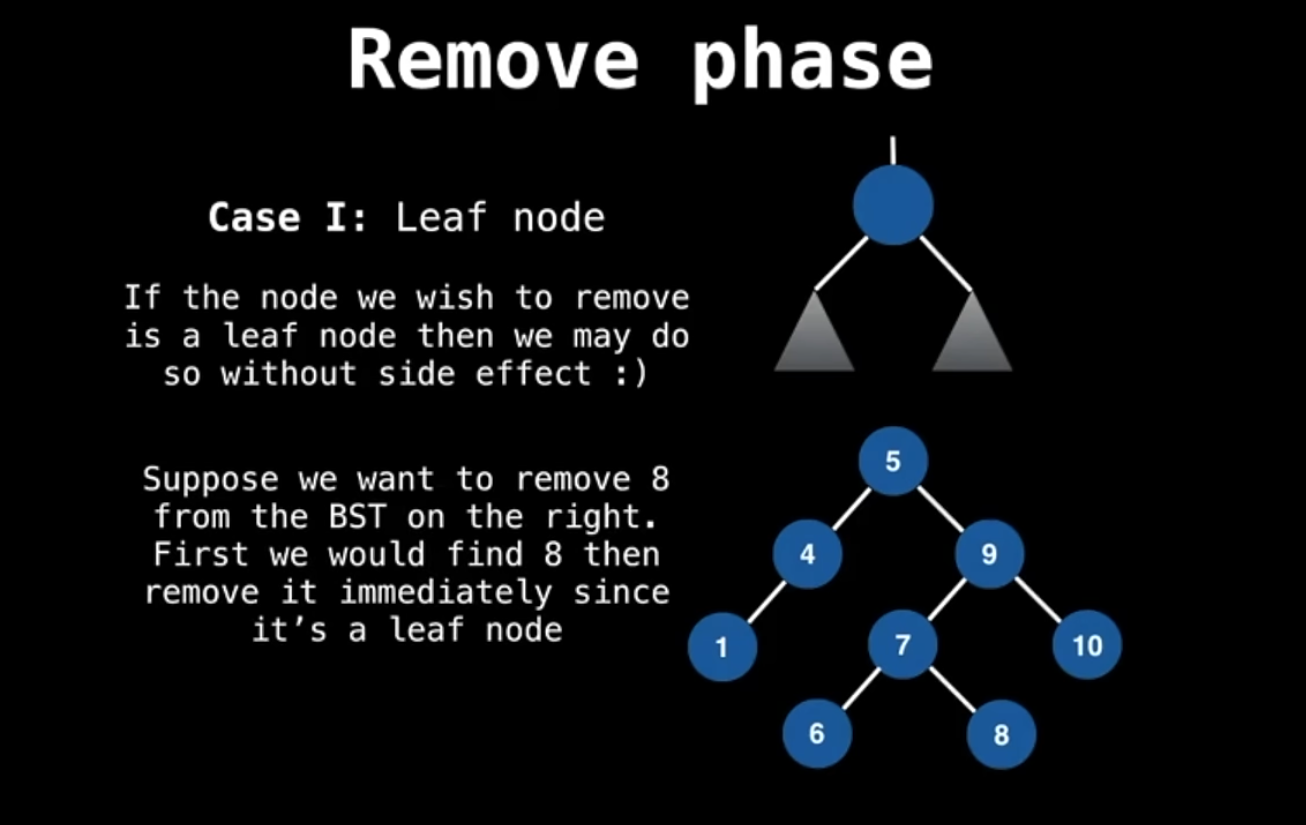 Remove phase
Case I: Leaf node
If the node we wish to remove
is a leaf node then we may do
so without side effect :)
Suppose we want to remove 8
from the BST on the right.
First we would find 8 then
remove it immediately since
it’s a leaf node
5
4
9
1
7
10
6
8